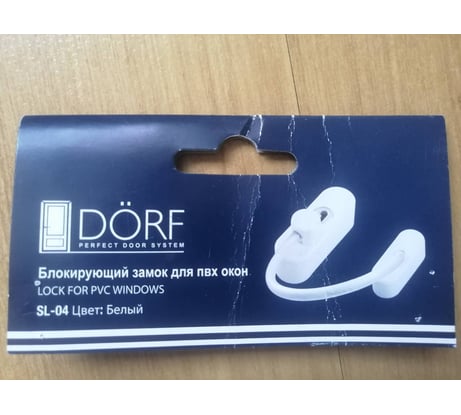 DÖRF
PERFECT DOOR SYSTEM
Блокирующий замок для пвх окон
LOCK FOR PVC WINDOWS
SL-04 Цвет: Белый